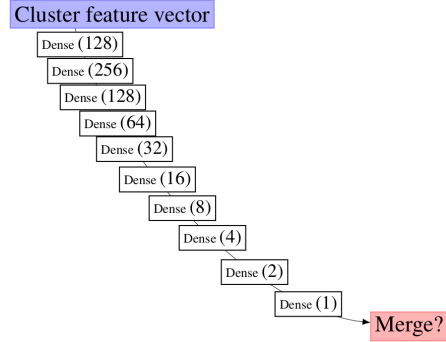 Cluster feature vector
Dense (128)
Dense (256)
Dense (128)
Dense (64)
Dense (32)
Dense (16)
Dense (8)
Dense (4)
Dense (2)
Dense (1)
Merge?